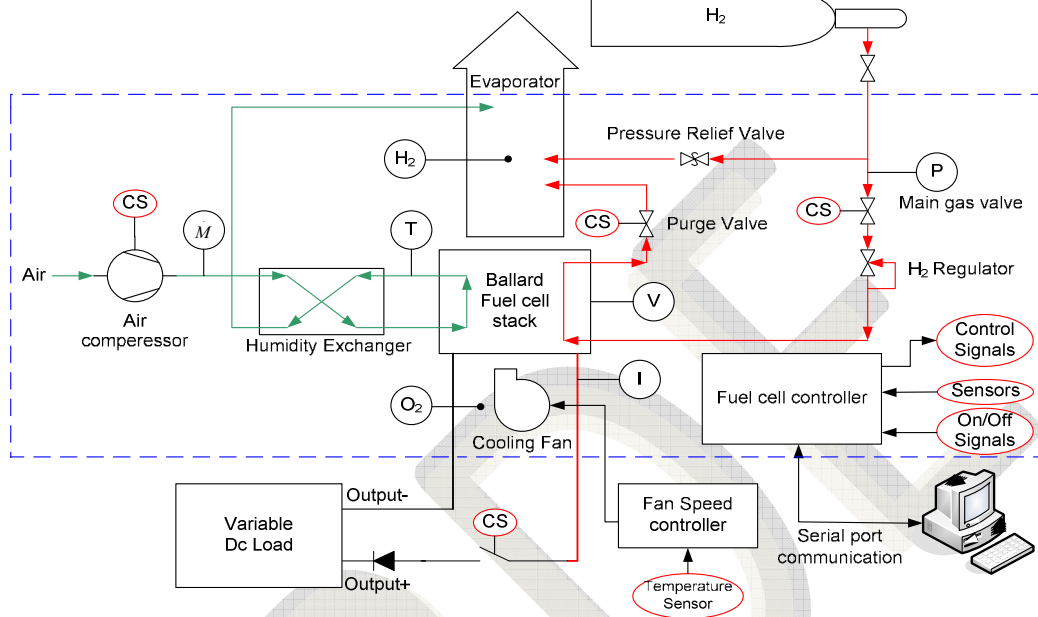 H₂
Evaporator
Pressure Relief Valve
H₂
P
Main gas valve
CS
CS
CS
Purge Valve
Ṁ
T
Air
H₂ Regulator
Ballard
Fuel cell
stack
V
Air
comperessor
Humidity Exchanger
Control
Signals
I
Fuel cell controller
Sensors
O₂
On/Off
Signals
Cooling Fan
Output-
Variable
Dc Load
CS
Fan Speed
controller
Serial port
communication
Output+
Temperature
Sensor